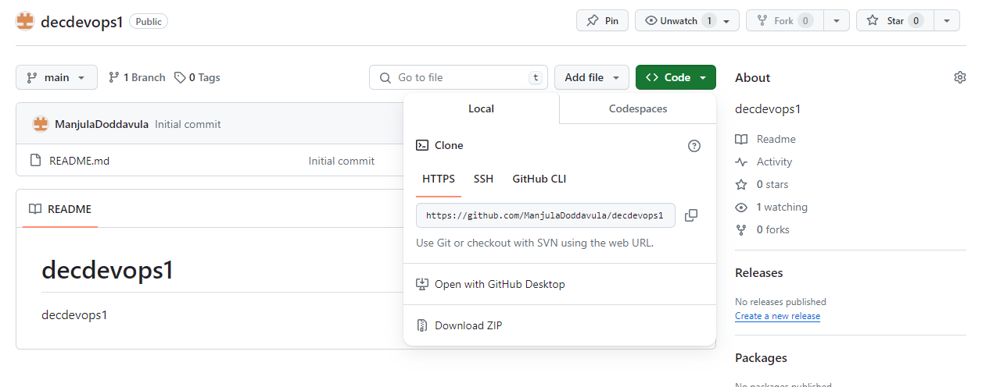 decdevops1 Public
Pin
Unwatch 1
Fork 0
Star 0
main
1 Branch
0 Tags
Go to file
t
Add file
Code
ManjulaDoddavula Initial commit
README.md Initial commit
README
decdevops1
decdevops1
Local
Codespaces
Clone
HTTPS
SSH
GitHub CLI
https://github.com/ManjulaDoddavula/decdevops1
Use Git or checkout with SVN using the web URL.
Open with GitHub Desktop
Download ZIP
About
decdevops1
Readme
Activity
0 stars
1 watching
0 forks
Releases
No releases published
Create a new release
Packages
No packages published